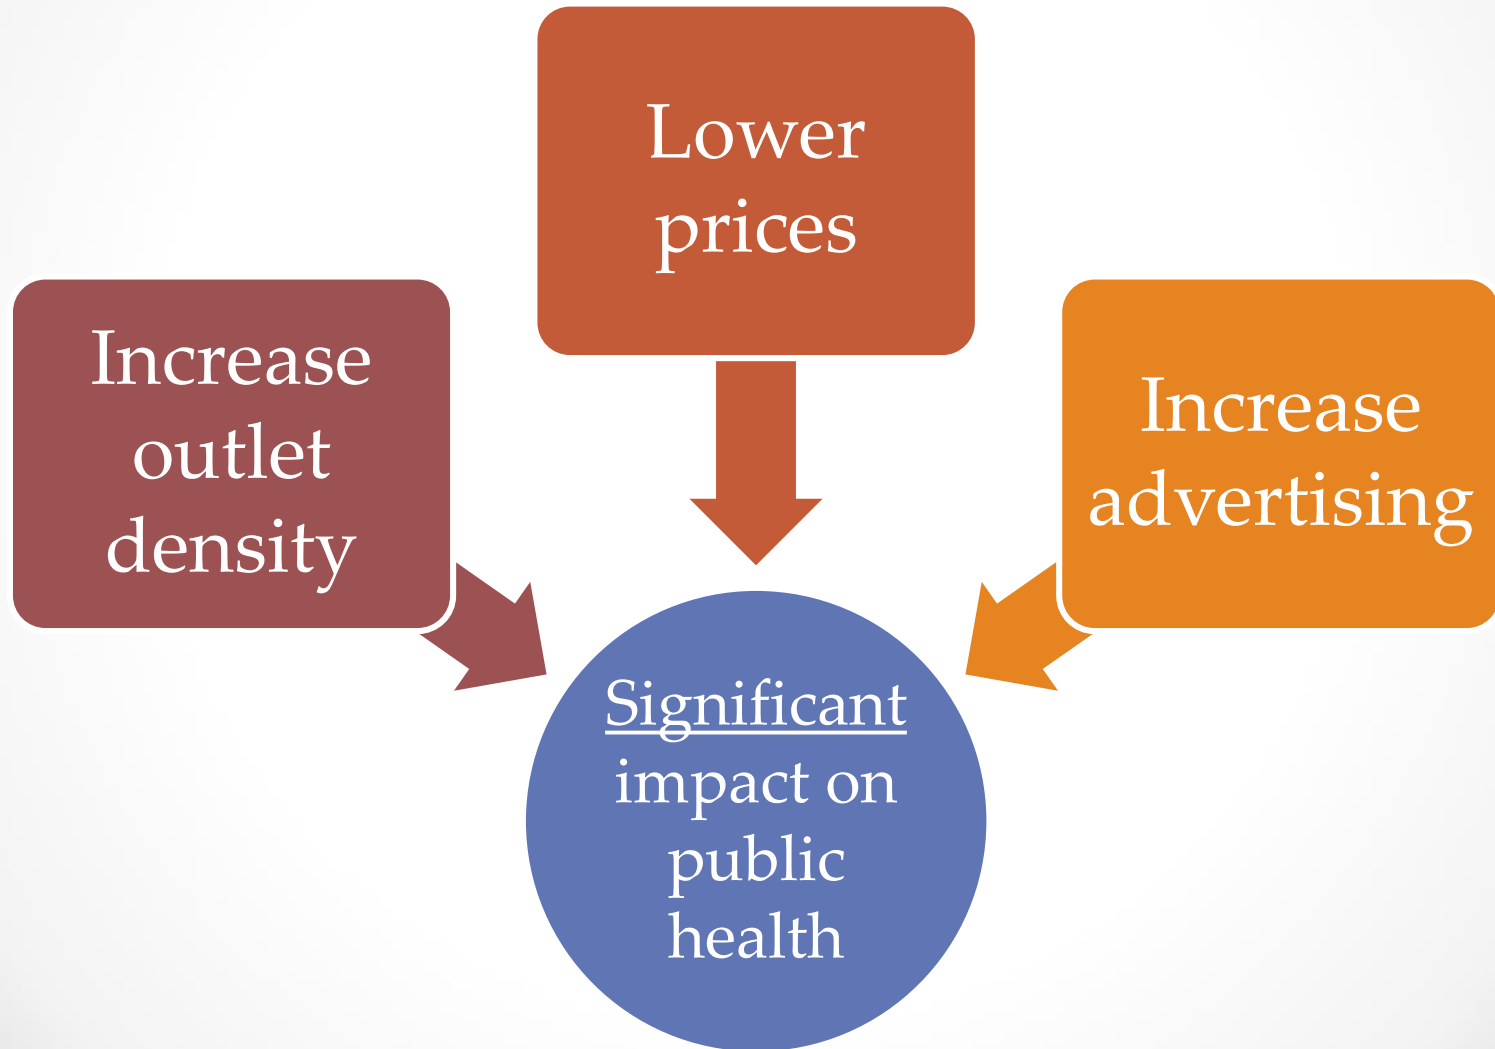 Lower
prices
Increase
outlet
density
Increase
advertising
Significant
impact on
public
health